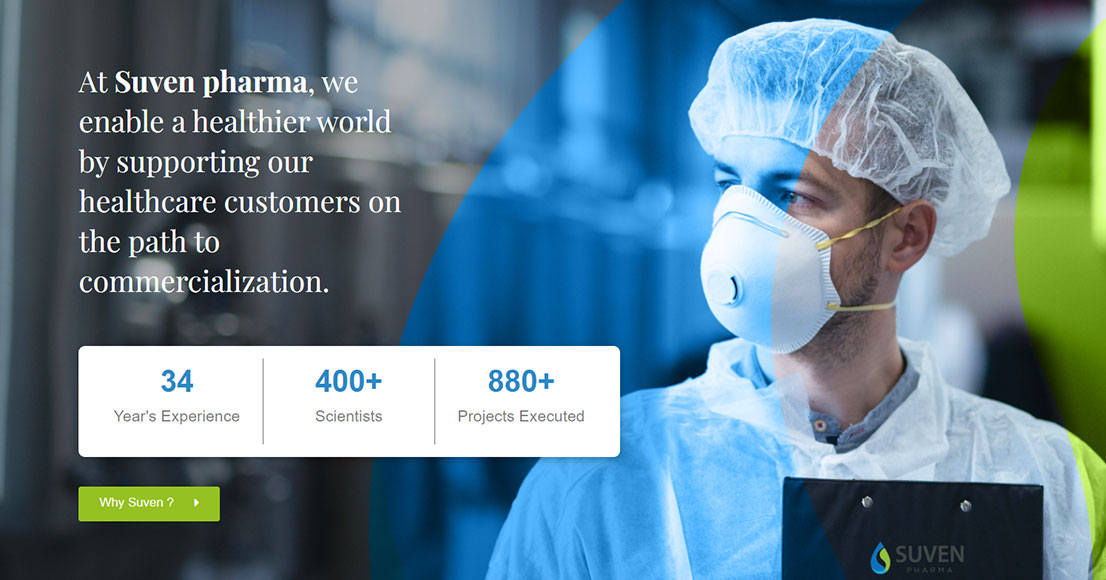 At Suven pharma, we
enable a healthier world
by supporting our
healthcare customers on
the path to
commercialization.
34
Year's Experience
400+
Scientists
880+
Projects Executed
Why Suven ?
SUVEN
PHARMA